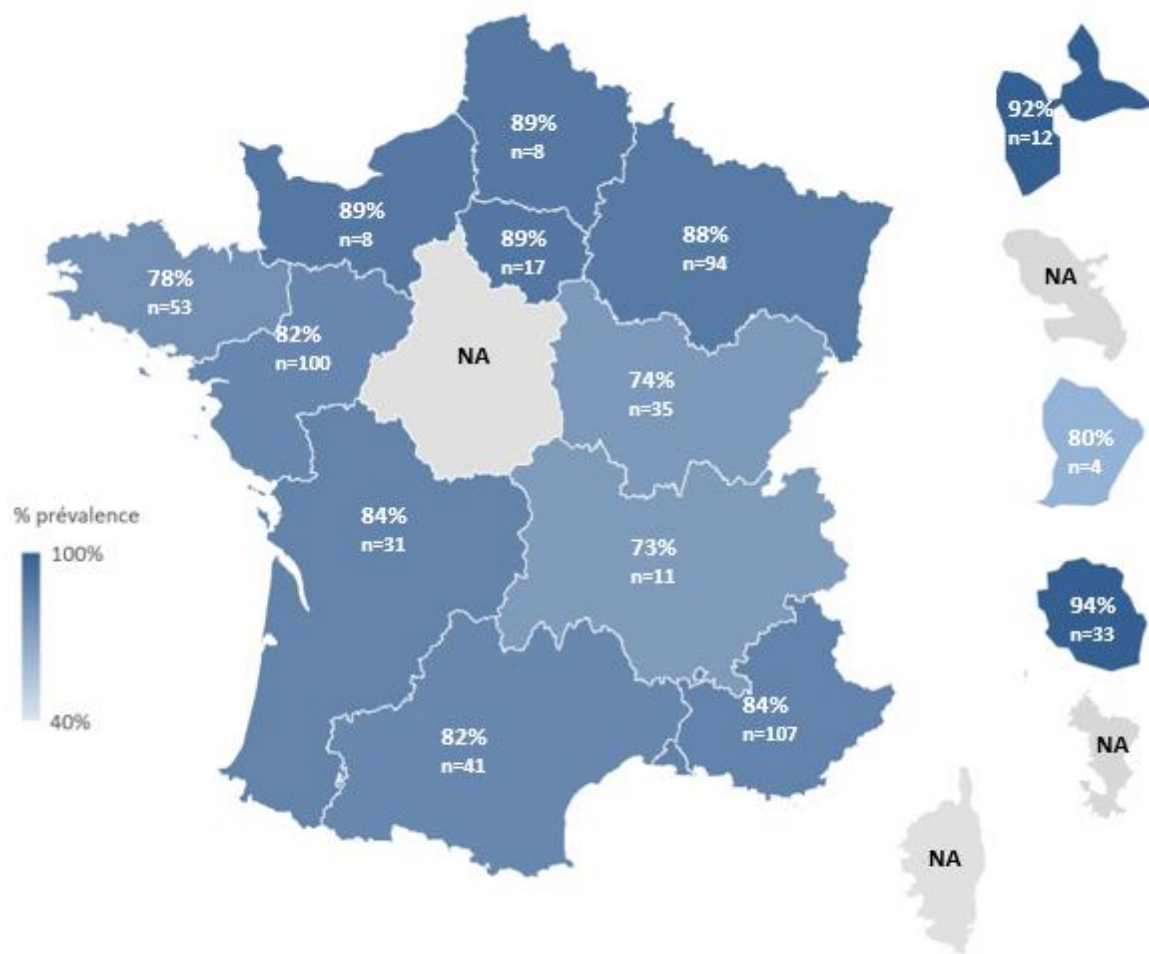 89%
n=8
92%
n=12
89%
n=8
89%
n=17
88%
n=94
78%
n=53
NA
82%
n=100
NA
74%
n=35
80%
n=4
% prévalence
100%
40%
84%
n=31
73%
n=11
94%
n=33
84%
n=107
82%
n=41
NA
NA